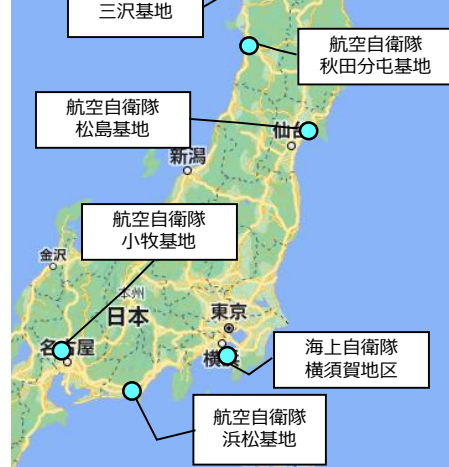 三沢基地
航空自衛隊
秋田分屯基地
航空自衛隊
松島基地
仙台
新潟
航空自衛隊
小牧基地
金沢
本州
日本
東京
名古屋
横浜
海上自衛隊
横須賀地区
航空自衛隊
浜松基地